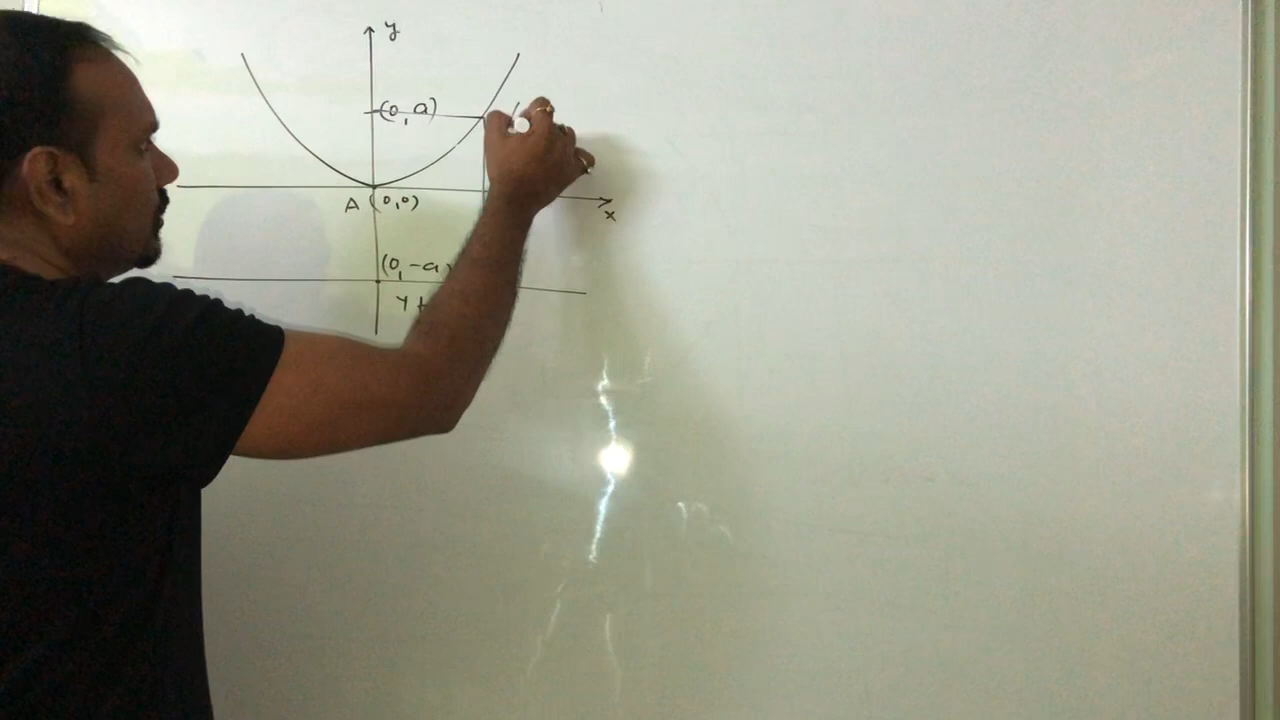 y
(0, a)
A (0,0)
x
(0, -a)
Y +